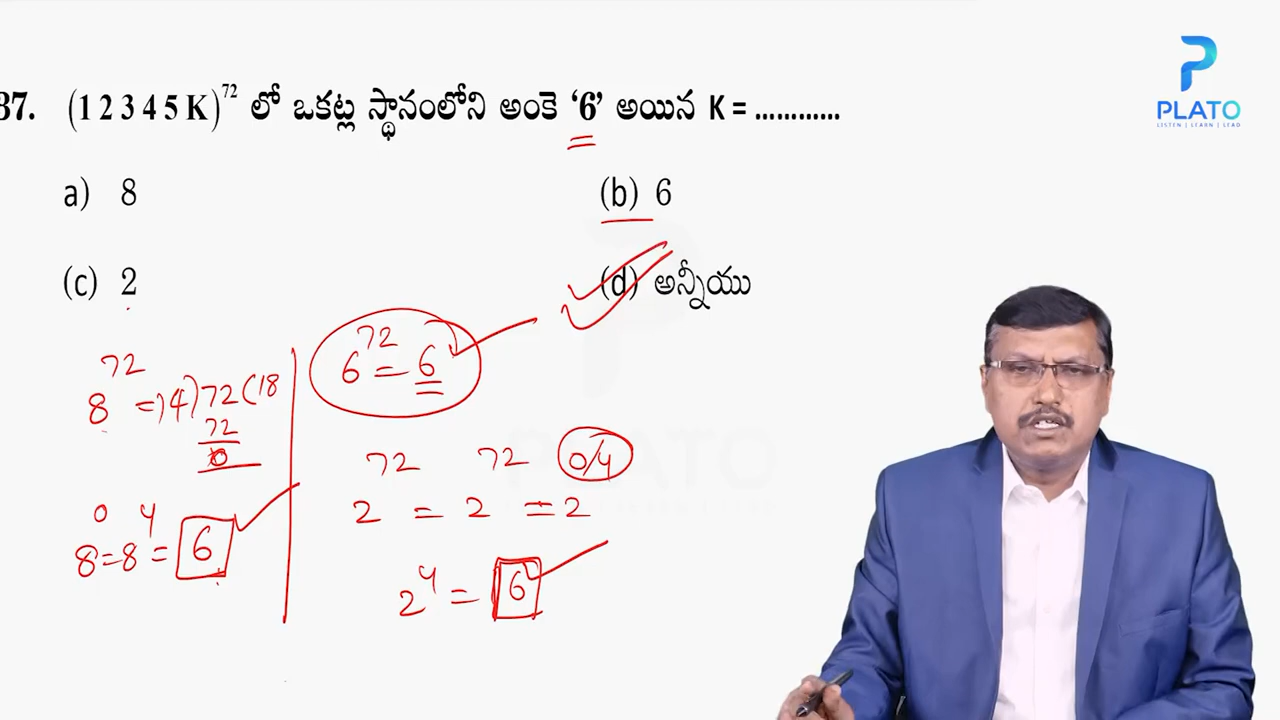 37. (1 2 3 4 5 K)^72 లో ఒకట్ల స్థానంలోని అంకె ‘6’ అయిన K = ............
a) 8
(b) 6
(c) 2
(d) అన్నీయు
8^72 = 4) 72 (18
72
0
8^0 = 8^4 = 6
6^72 = 6
2^72 = 2^72 = 2^0/4
2^4 = 6
PLATO
LISTEN | LEARN | LEAD
PLATO